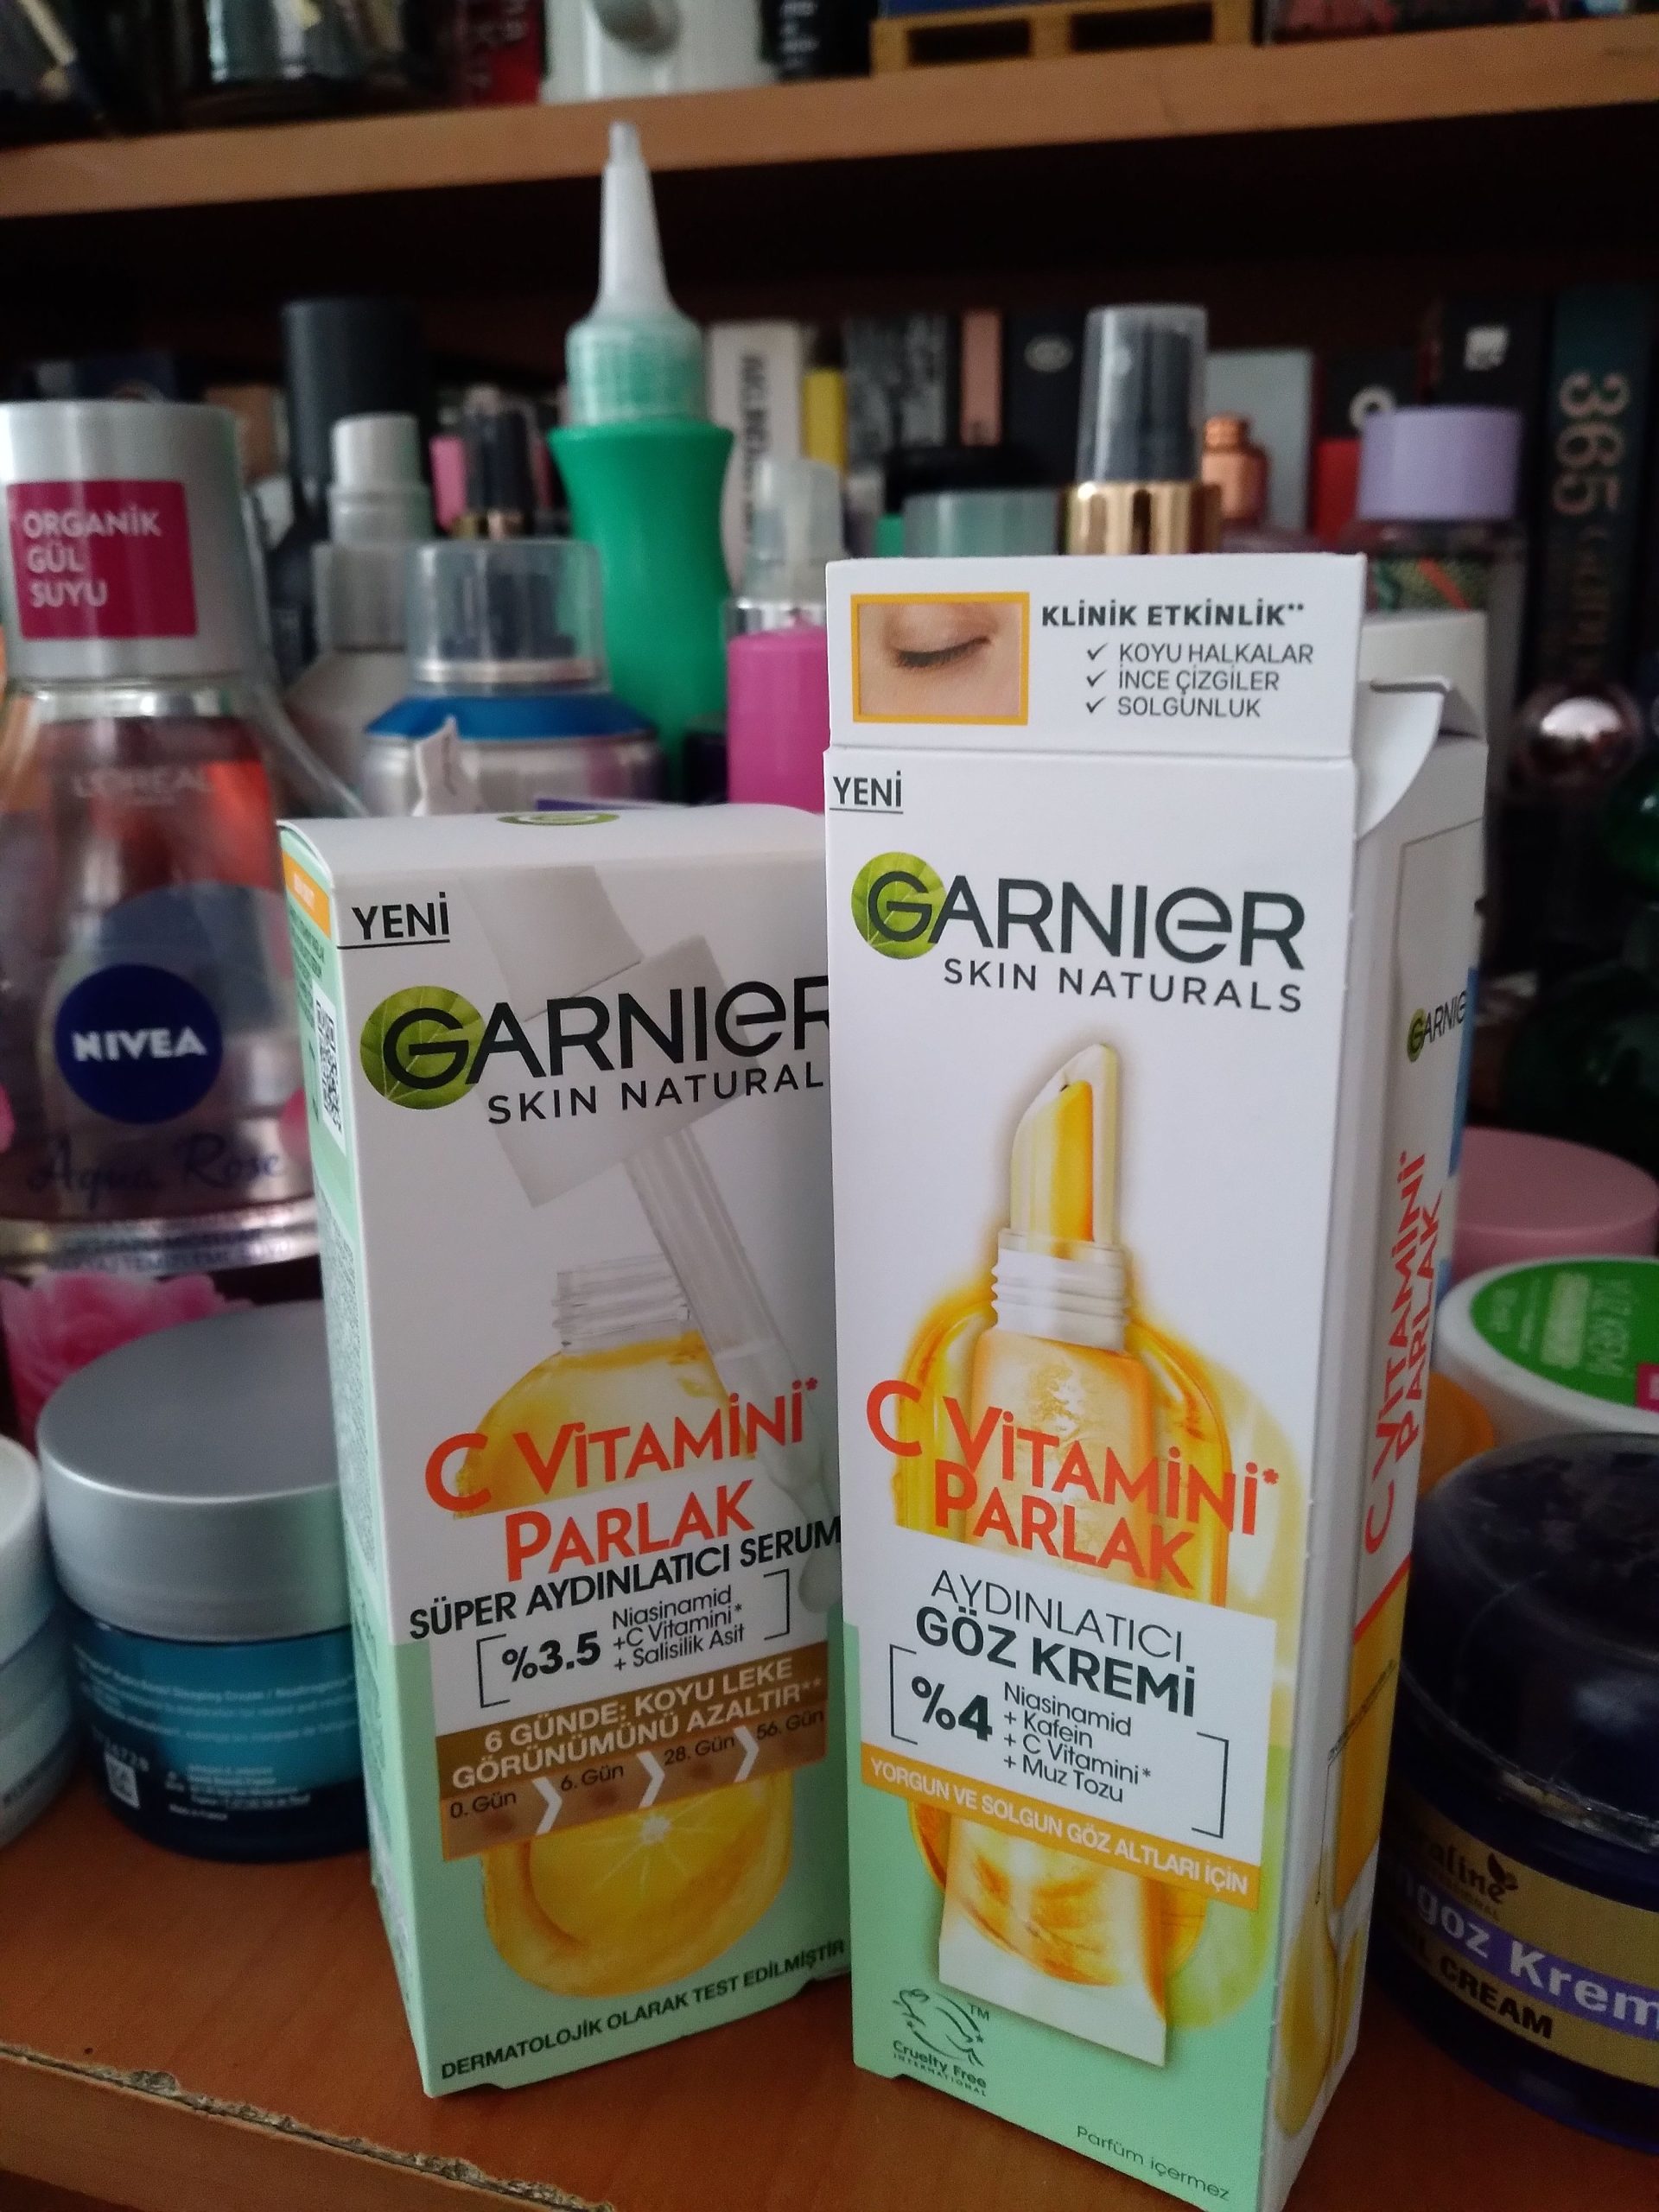 365
ORGANİK
GÜL
SUYU
L'OREAL
NIVEA
Aqua Rose
YENİ
GARNIER
SKIN NATURAL
C VİTAMİNİ*
PARLAK
SÜPER AYDINLATICI SERUM
%3.5
Niasinamid
+C Vitamini*
+ Salisilik Asit
6 GÜNDE: KOYU LEKE
GÖRÜNÜMÜNÜ AZALTIR**
0. Gün
6. Gün
28. Gün
56. Gün
DERMATOLOJİK OLARAK TEST EDİLMİŞTİR
KLİNİK ETKİNLİK**
✓ KOYU HALKALAR
✓ İNCE ÇİZGİLER
✓ SOLGUNLUK
YENİ
GARNIER
SKIN NATURALS
C VİTAMİNİ*
PARLAK
AYDINLATICI
GÖZ KREMİ
%4
Niasinamid
+ Kafein
+ C Vitamini*
+ Muz Tozu
YORGUN VE SOLGUN GÖZ ALTLARI İÇİN
TM
Cruelty Free
INTERNATIONAL
Parfüm içermez
GARNIE
C VİTAMİNİ*
PARLAK
Krem
CREAM